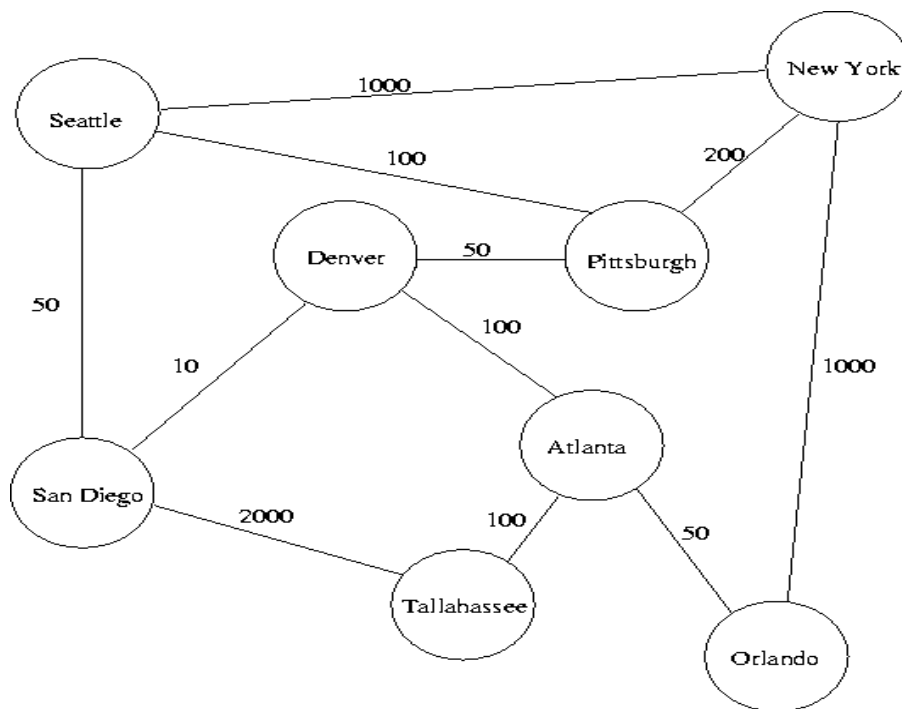 New York
1000
Seattle
100
200
Denver
50
Pittsburgh
50
100
10
1000
Atlanta
San Diego
2000
100
50
Tallahassee
Orlando